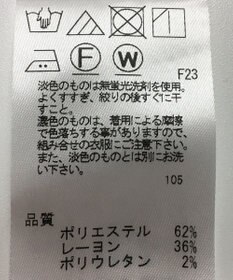 F W
F23
淡色のものは無蛍光洗剤を使用。
よくすすぎ、絞りの後すぐに干
すこと。
濃色のものは、着用による摩擦
で色落ちする事がありますので、
組み合せの衣服にご注意下さい。
また、淡色のものとは別にお洗
い下さい。
105
品質
ポリエステル 62%
レーヨン 36%
ポリウレタン 2%